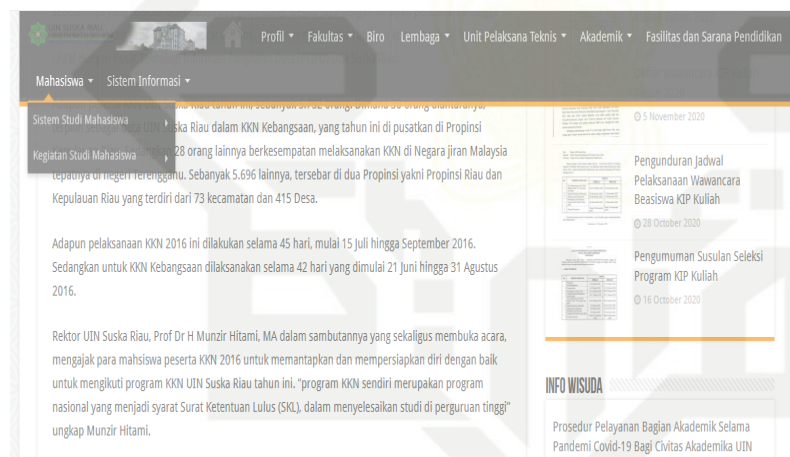 UIN SUSKA RIAU
Profil
Fakultas
Biro
Lembaga
Unit Pelaksana Teknis
Akademik
Fasilitas dan Sarana Pendidikan
Mahasiswa
Sistem Informasi
Sistem Studi Mahasiswa
Kegiatan Studi Mahasiswa
Riau tahun ini, sebanyak
orang
ska Riau dalam KKN Kebangsaan, yang tahun ini di pusatkan di Propinsi
28 orang lainnya berkesempatan melaksanakan KKN di Negara jiran Malaysia
tepatnya di negeri Terengganu. Sebanyak 5.696 lainnya, tersebar di dua Propinsi yakni Propinsi Riau dan
Kepulauan Riau yang terdiri dari 73 kecamatan dan 415 Desa.
Adapun pelaksanaan KKN 2016 ini dilakukan selama 45 hari, mulai 15 Juli hingga September 2016.
Sedangkan untuk KKN Kebangsaan dilaksanakan selama 42 hari yang dimulai 21 Juni hingga 31 Agustus
2016.
Rektor UIN Suska Riau, Prof Dr H Munzir Hitami, MA dalam sambutannya yang sekaligus membuka acara,
mengajak para mahsiswa peserta KKN 2016 untuk memantapkan dan mempersiapkan diri dengan baik
untuk mengikuti program KKN UIN Suska Riau tahun ini. "program KKN sendiri merupakan program
nasional yang menjadi syarat Surat Ketentuan Lulus (SKL), dalam menyelesaikan studi di perguruan tinggi"
ungkap Munzir Hitami.
5 November 2020
Pengunduran Jadwal
Pelaksanaan Wawancara
Beasiswa KIP Kuliah
28 October 2020
Pengumuman Susulan Seleksi
Program KIP Kuliah
16 October 2020
INFO WISUDA
Prosedur Pelayanan Bagian Akademik Selama
Pandemi Covid-19 Bagi Civitas Akademika UIN